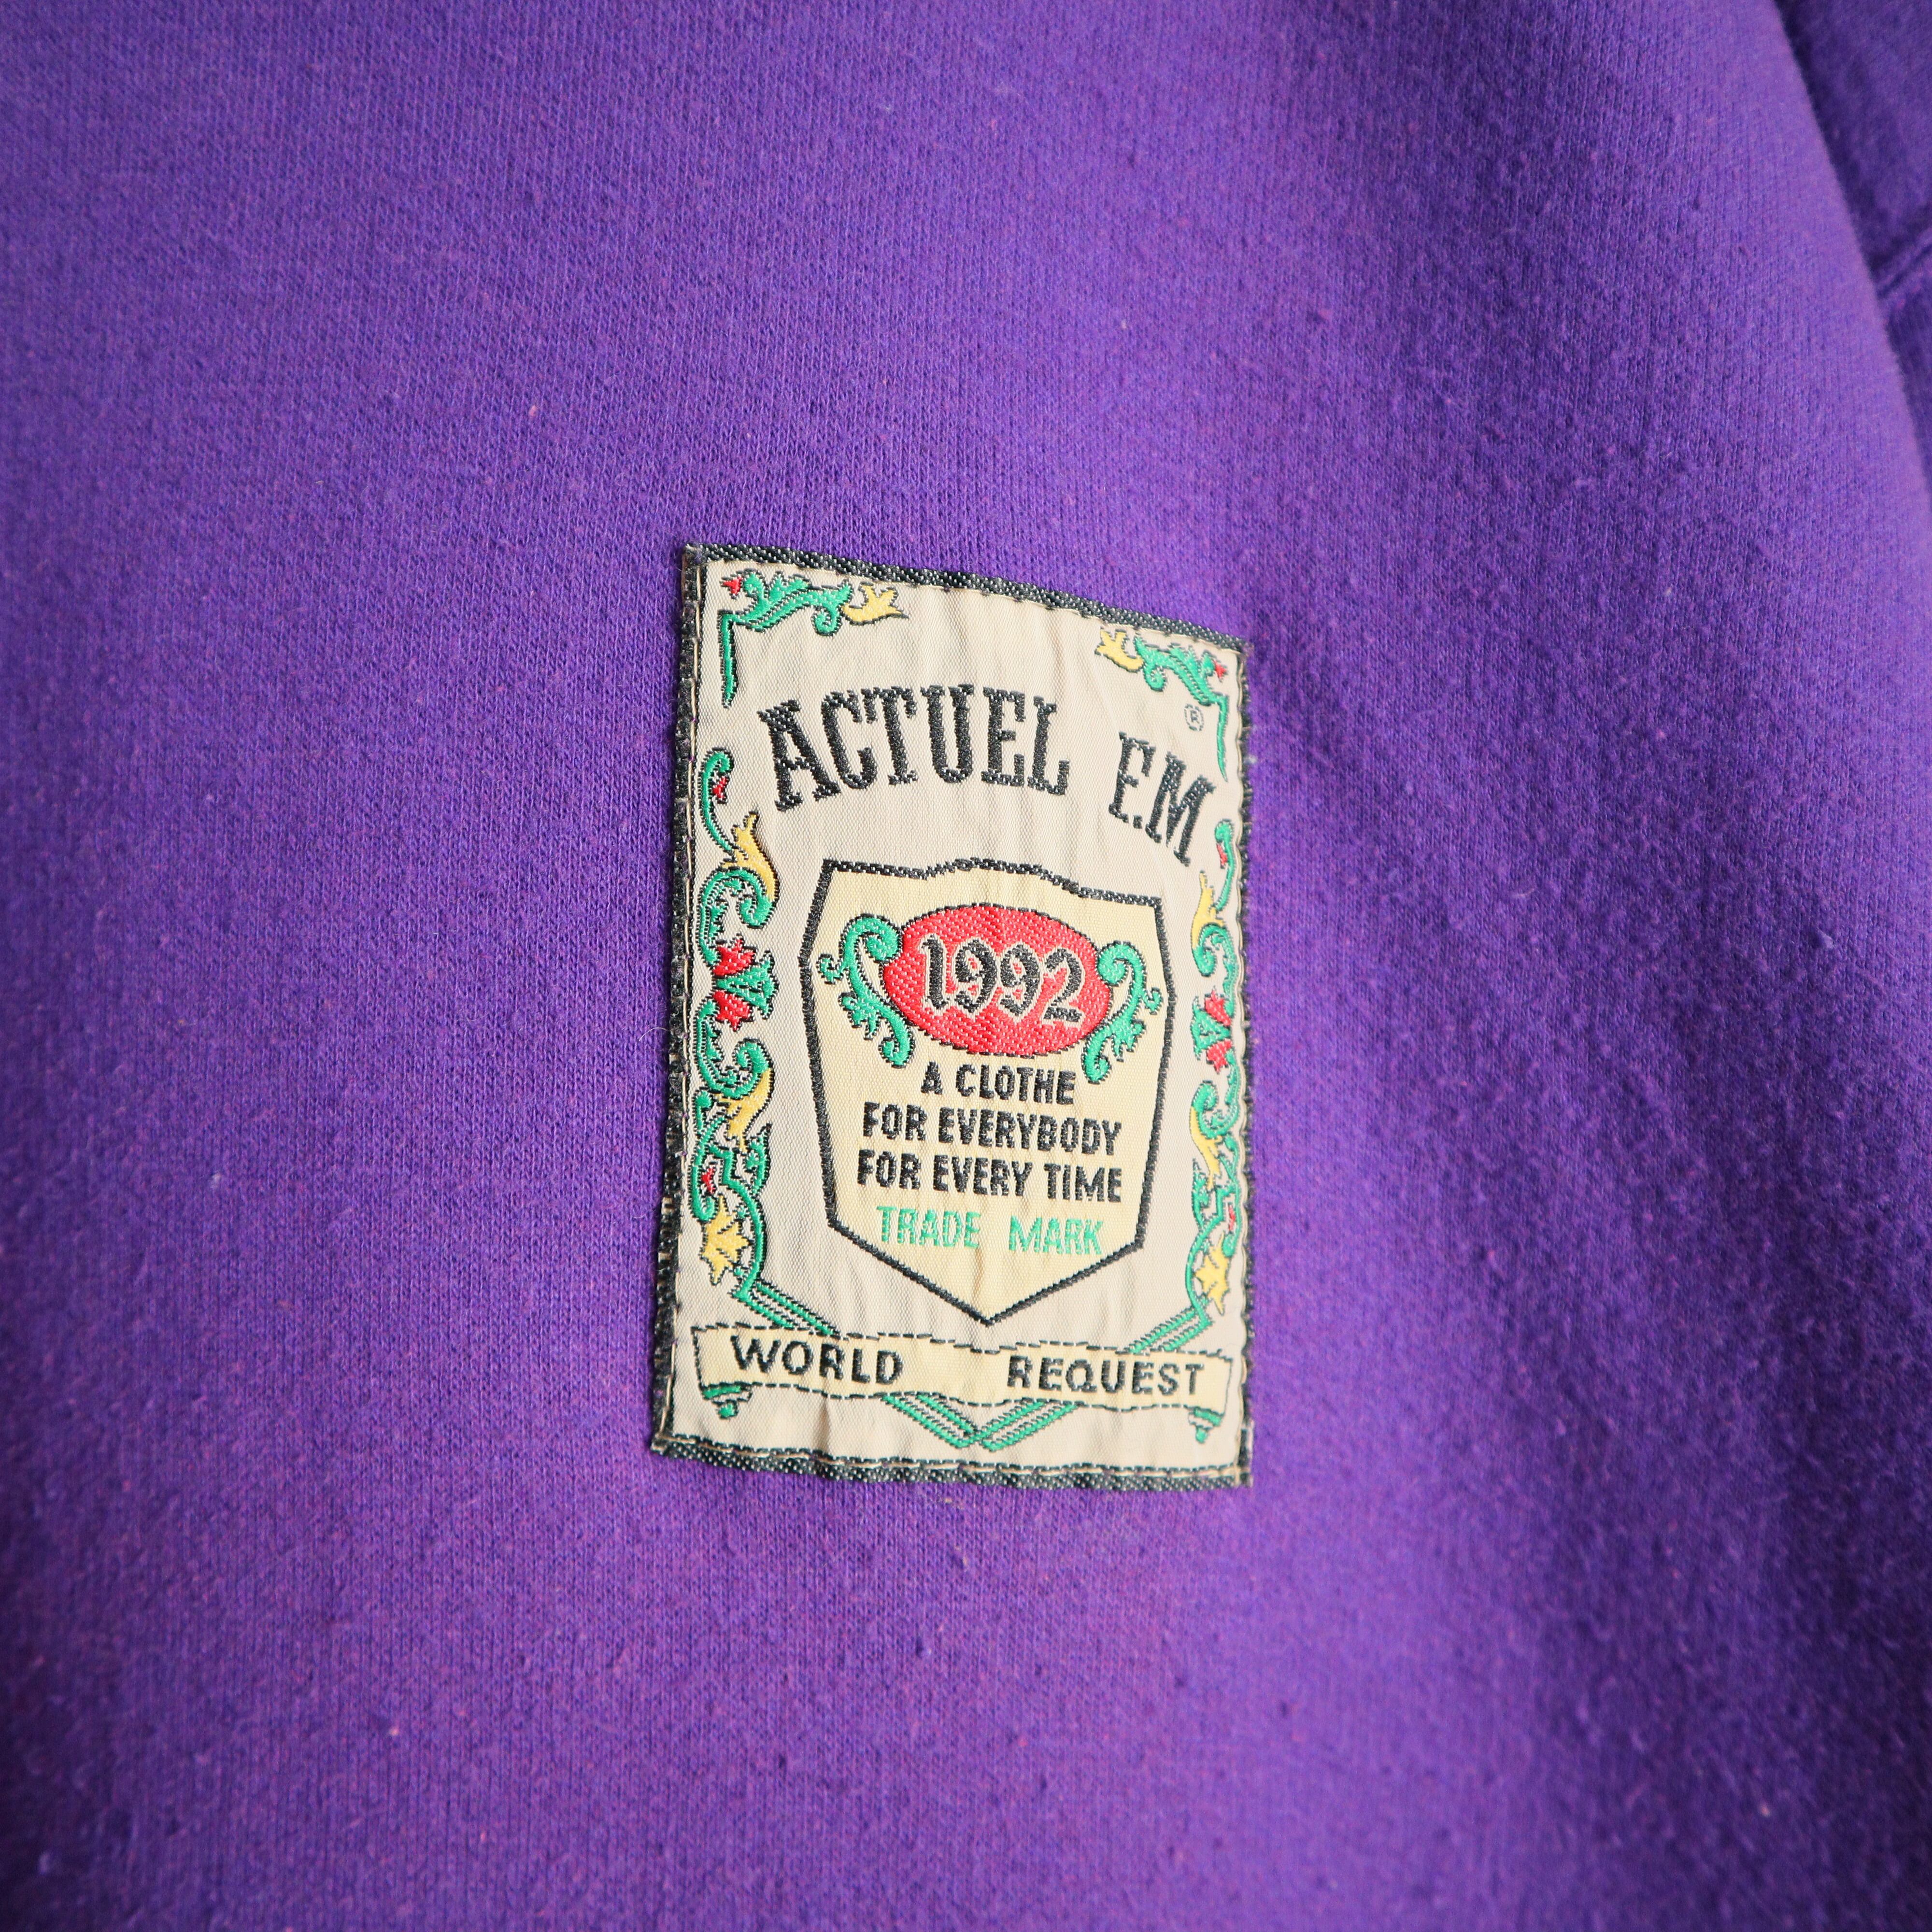 ACTUEL F.M ®
1992
A CLOTHE
FOR EVERYBODY
FOR EVERY TIME
TRADE MARK
WORLD REQUEST